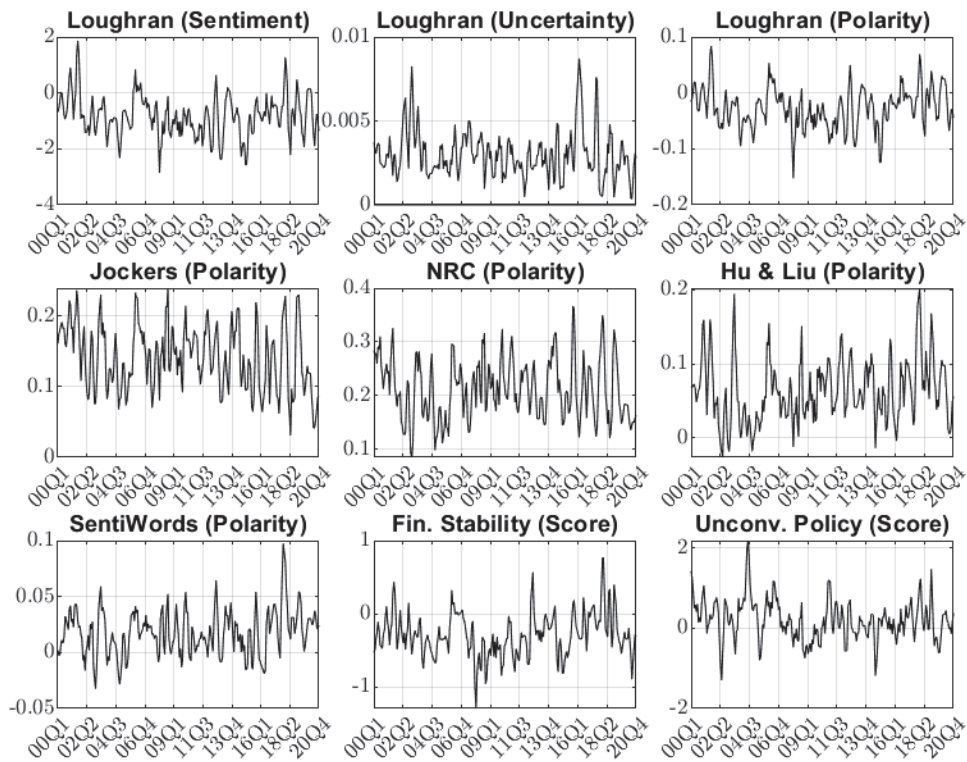 Loughran (Sentiment)
2
0
-2
-4
00Q1
02Q2
04Q3
06Q4
09Q1
11Q3
13Q4
16Q1
18Q2
20Q4
Loughran (Uncertainty)
0.01
0.005
0
00Q1
02Q2
04Q3
06Q4
09Q1
11Q3
13Q4
16Q1
18Q2
20Q4
Loughran (Polarity)
0.1
0
-0.1
-0.2
00Q1
02Q2
04Q3
06Q4
09Q1
11Q3
13Q4
16Q1
18Q2
20Q4
Jockers (Polarity)
0.2
0.1
0
00Q1
02Q2
04Q3
06Q4
09Q1
11Q3
13Q4
16Q1
18Q2
20Q4
NRC (Polarity)
0.4
0.3
0.2
0.1
00Q1
02Q2
04Q3
06Q4
09Q1
11Q3
13Q4
16Q1
18Q2
20Q4
Hu & Liu (Polarity)
0.2
0.1
0
00Q1
02Q2
04Q3
06Q4
09Q1
11Q3
13Q4
16Q1
18Q2
20Q4
SentiWords (Polarity)
0.1
0.05
0
-0.05
00Q1
02Q2
04Q3
06Q4
09Q1
11Q3
13Q4
16Q1
18Q2
20Q4
Fin. Stability (Score)
1
0
-1
00Q1
02Q2
04Q3
06Q4
09Q1
11Q3
13Q4
16Q1
18Q2
20Q4
Unconv. Policy (Score)
2
0
-2
00Q1
02Q2
04Q3
06Q4
09Q1
11Q3
13Q4
16Q1
18Q2
20Q4